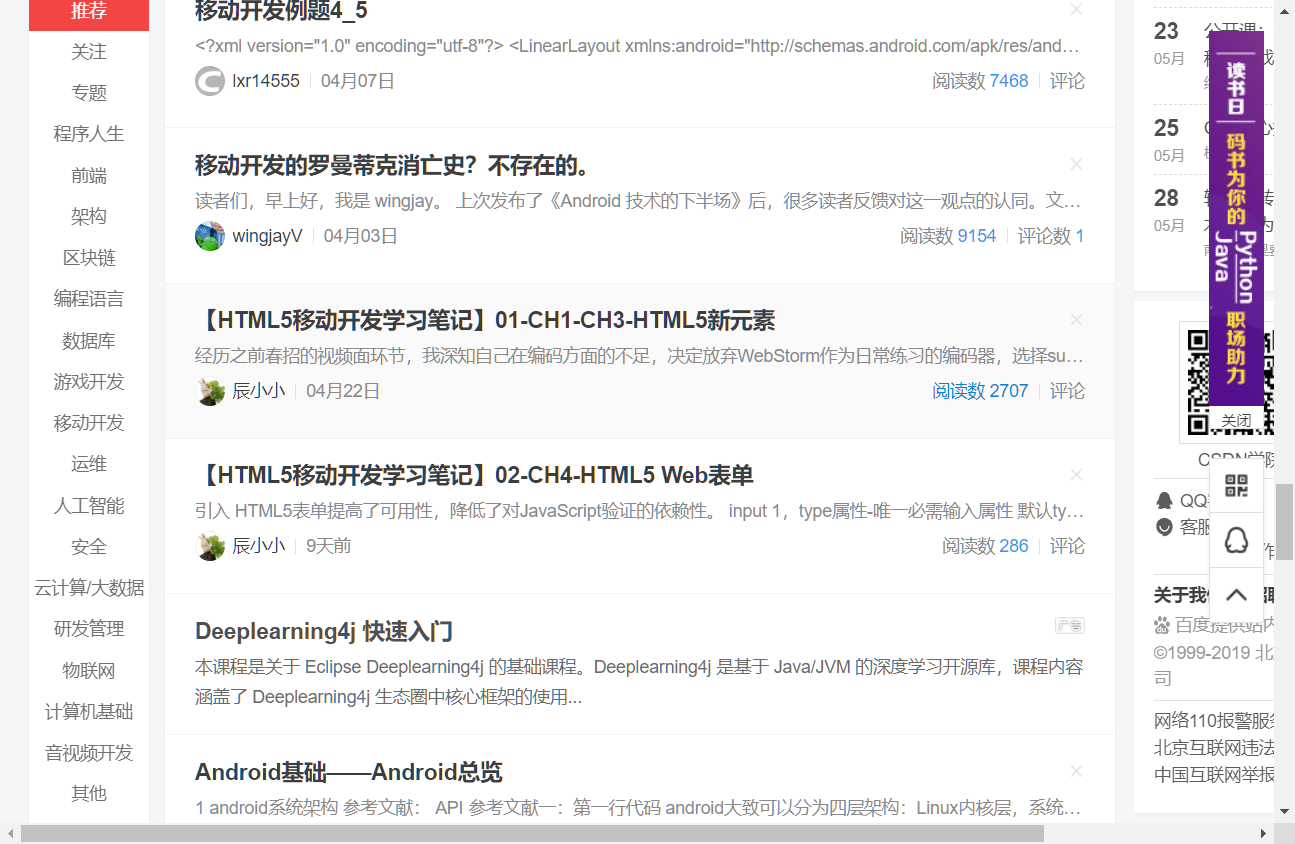 推荐
关注
专题
程序人生
前端
架构
区块链
编程语言
数据库
游戏开发
移动开发
运维
人工智能
安全
云计算/大数据
研发管理
物联网
计算机基础
音视频开发
其他
移动开发例题4_5
<?xml version="1.0" encoding="utf-8"?> <LinearLayout xmlns:android="http://schemas.android.com/apk/res/and…
lxr14555 04月07日 阅读数 7468 评论
移动开发的罗曼蒂克消亡史？不存在的。
读者们，早上好，我是 wingjay。 上次发布了《Android 技术的下半场》后，很多读者反馈对这一观点的认同。文…
wingjayV 04月03日 阅读数 9154 评论数 1
【HTML5移动开发学习笔记】01-CH1-CH3-HTML5新元素
经历之前春招的视频面环节，我深知自己在编码方面的不足，决定放弃WebStorm作为日常练习的编码器，选择su…
辰小小 04月22日 阅读数 2707 评论
【HTML5移动开发学习笔记】02-CH4-HTML5 Web表单
引入 HTML5表单提高了可用性，降低了对JavaScript验证的依赖性。 input 1，type属性-唯一必需输入属性 默认ty…
辰小小 9天前 阅读数 286 评论
Deeplearning4j 快速入门 广告
本课程是关于 Eclipse Deeplearning4j 的基础课程。Deeplearning4j 是基于 Java/JVM 的深度学习开源库，课程内容
涵盖了 Deeplearning4j 生态圈中核心框架的使用...
Android基础——Android总览
1 android系统架构 参考文献： API 参考文献一：第一行代码 android大致可以分为四层架构：Linux内核层，系统…
23 公开课:
05月
25
05月
28
05月
读书日
码书为你的
Python
Java
职场助力
关闭
CSDN学院
QQ
客服
关于我们
百度提供站内
©1999-2019 北
司
网络110报警服务
北京互联网违法
中国互联网举报